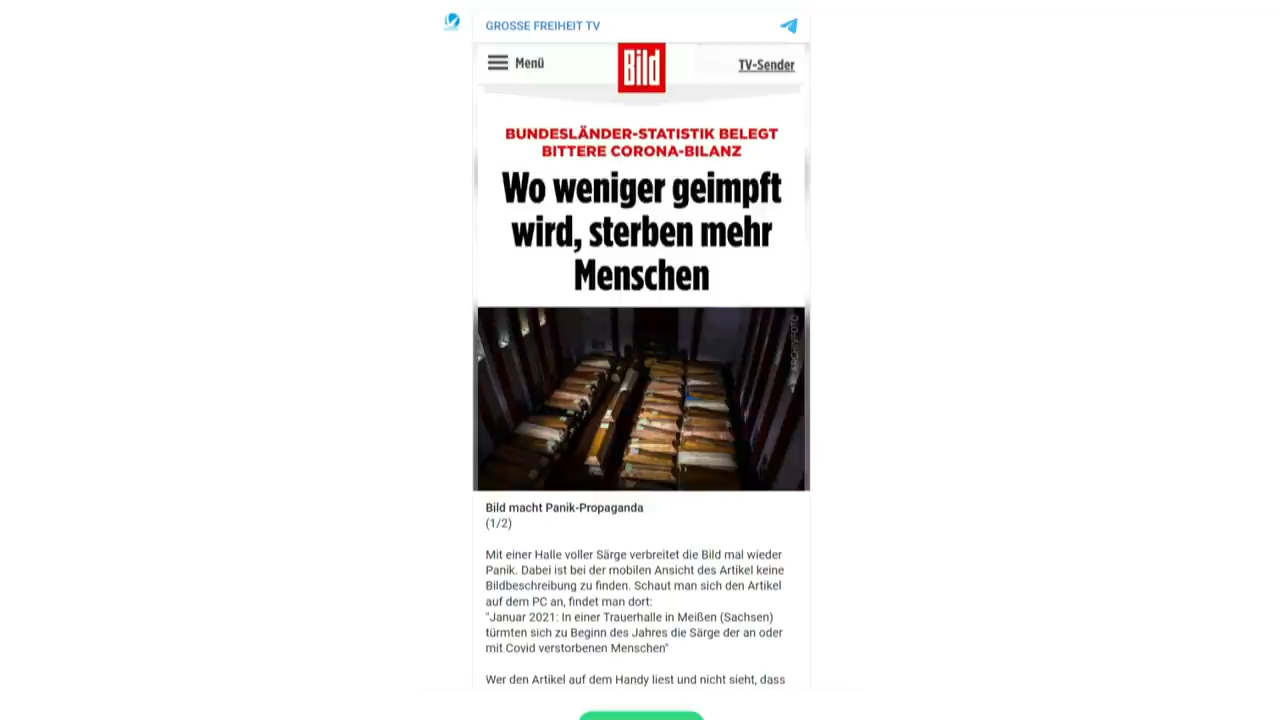 GROSSE FREIHEIT TV
Menü
Bild
TV-Sender
BUNDESLÄNDER-STATISTIK BELEGT
BITTERE CORONA-BILANZ
Wo weniger geimpft
wird, sterben mehr
Menschen
ARCHIVFOTO
Bild macht Panik-Propaganda
(1/2)
Mit einer Halle voller Särge verbreitet die Bild mal wieder
Panik. Dabei ist bei der mobilen Ansicht des Artikel keine
Bildbeschreibung zu finden. Schaut man sich den Artikel
auf dem PC an, findet man dort:
"Januar 2021: In einer Trauerhalle in Meißen (Sachsen)
türmten sich zu Beginn des Jahres die Särge der an oder
mit Covid verstorbenen Menschen"
Wer den Artikel auf dem Handy liest und nicht sieht, dass